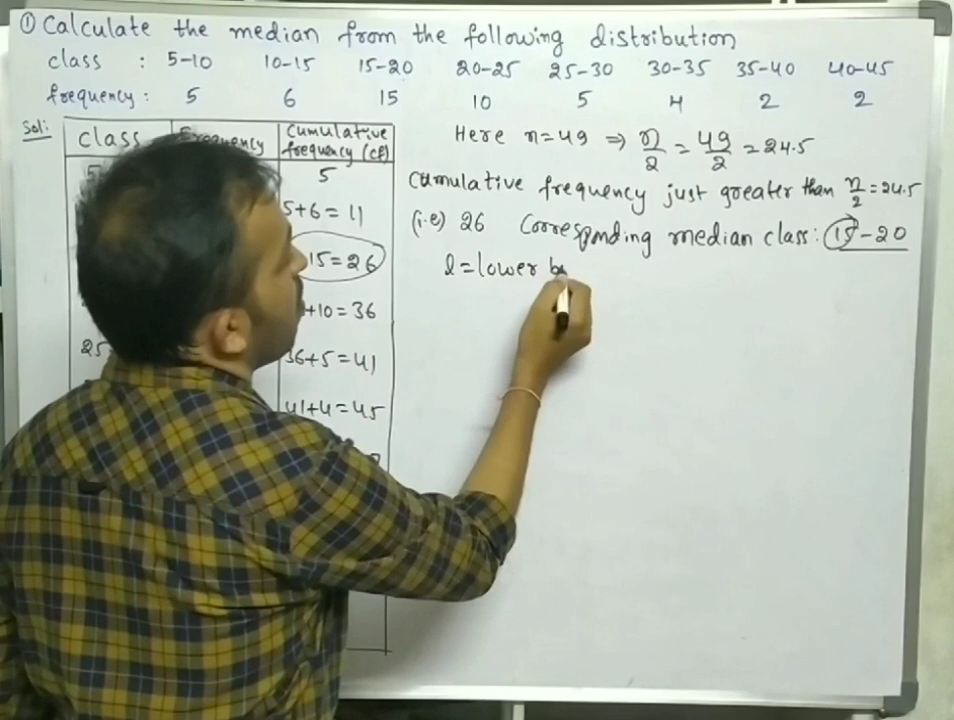 ① Calculate the median from the following distribution
class : 5-10 10-15 15-20 20-25 25-30 30-35 35-40 40-45
frequency : 5 6 15 10 5 4 2 2
Sol:
Class Frequency Cumulative frequency (cf)
5
5+6=11
15=26
+10=36
25
36+5=41
41+4=45
Here n=49 ⇒ n/2 = 49/2 = 24.5
Cumulative frequency just greater than n/2 = 24.5
(i.e) 26 Corresponding median class: 15-20
l = lower